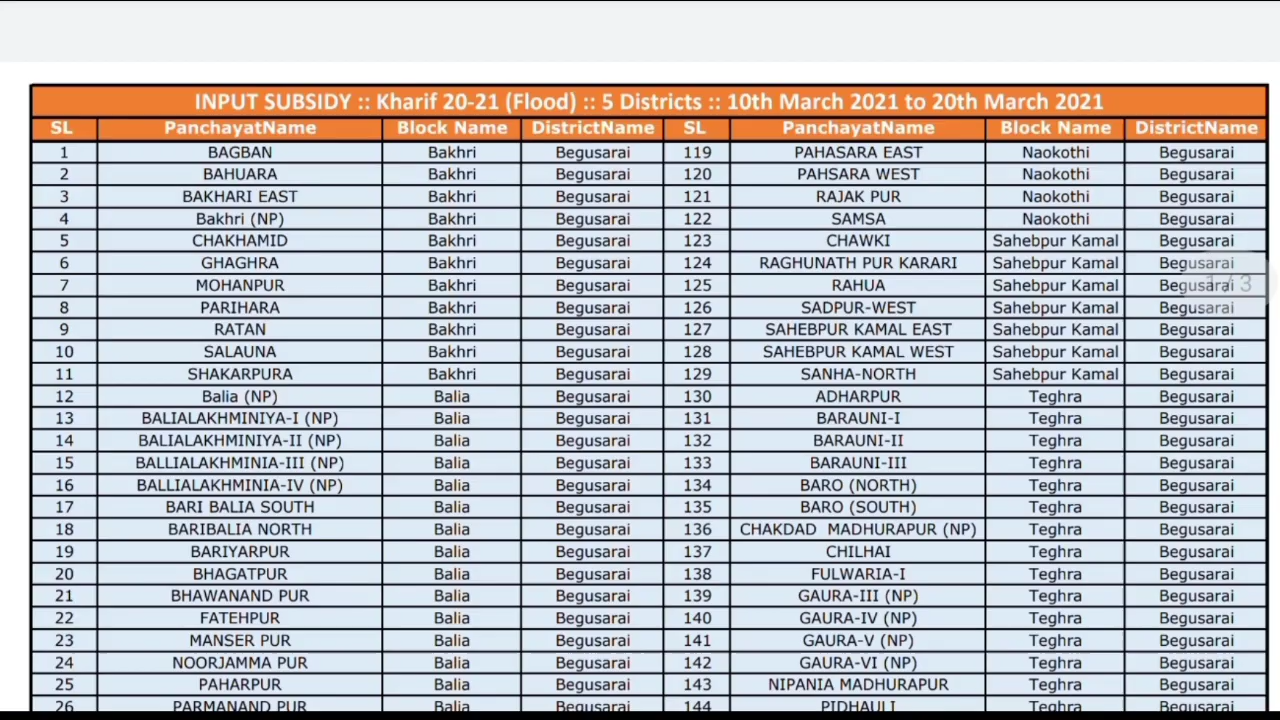 INPUT SUBSIDY :: Kharif 20-21 (Flood) :: 5 Districts :: 10th March 2021 to 20th March 2021
SL PanchayatName Block Name DistrictName SL PanchayatName Block Name DistrictName
1 BAGBAN Bakhri Begusarai 119 PAHASARA EAST Naokothi Begusarai
2 BAHUARA Bakhri Begusarai 120 PAHSARA WEST Naokothi Begusarai
3 BAKHARI EAST Bakhri Begusarai 121 RAJAK PUR Naokothi Begusarai
4 Bakhri (NP) Bakhri Begusarai 122 SAMSA Naokothi Begusarai
5 CHAKHAMID Bakhri Begusarai 123 CHAWKI Sahebpur Kamal Begusarai
6 GHAGHRA Bakhri Begusarai 124 RAGHUNATH PUR KARARI Sahebpur Kamal Begusarai
7 MOHANPUR Bakhri Begusarai 125 RAHUA Sahebpur Kamal Begusarai 1/3
8 PARIHARA Bakhri Begusarai 126 SADPUR-WEST Sahebpur Kamal Begusarai
9 RATAN Bakhri Begusarai 127 SAHEBPUR KAMAL EAST Sahebpur Kamal Begusarai
10 SALAUNA Bakhri Begusarai 128 SAHEBPUR KAMAL WEST Sahebpur Kamal Begusarai
11 SHAKARPURA Bakhri Begusarai 129 SANHA-NORTH Sahebpur Kamal Begusarai
12 Balia (NP) Balia Begusarai 130 ADHARPUR Teghra Begusarai
13 BALIALAKHMINIYA-I (NP) Balia Begusarai 131 BARAUNI-I Teghra Begusarai
14 BALIALAKHMINIYA-II (NP) Balia Begusarai 132 BARAUNI-II Teghra Begusarai
15 BALLIALAKHMINIA-III (NP) Balia Begusarai 133 BARAUNI-III Teghra Begusarai
16 BALLIALAKHMINIA-IV (NP) Balia Begusarai 134 BARO (NORTH) Teghra Begusarai
17 BARI BALIA SOUTH Balia Begusarai 135 BARO (SOUTH) Teghra Begusarai
18 BARIBALIA NORTH Balia Begusarai 136 CHAKDAD MADHURAPUR (NP) Teghra Begusarai
19 BARIYARPUR Balia Begusarai 137 CHILHAI Teghra Begusarai
20 BHAGATPUR Balia Begusarai 138 FULWARIA-I Teghra Begusarai
21 BHAWANAND PUR Balia Begusarai 139 GAURA-III (NP) Teghra Begusarai
22 FATEHPUR Balia Begusarai 140 GAURA-IV (NP) Teghra Begusarai
23 MANSER PUR Balia Begusarai 141 GAURA-V (NP) Teghra Begusarai
24 NOORJAMMA PUR Balia Begusarai 142 GAURA-VI (NP) Teghra Begusarai
25 PAHARPUR Balia Begusarai 143 NIPANIA MADHURAPUR Teghra Begusarai
26 PARMANAND PUR Balia Begusarai 144 PIDHAULI Teghra Begusarai